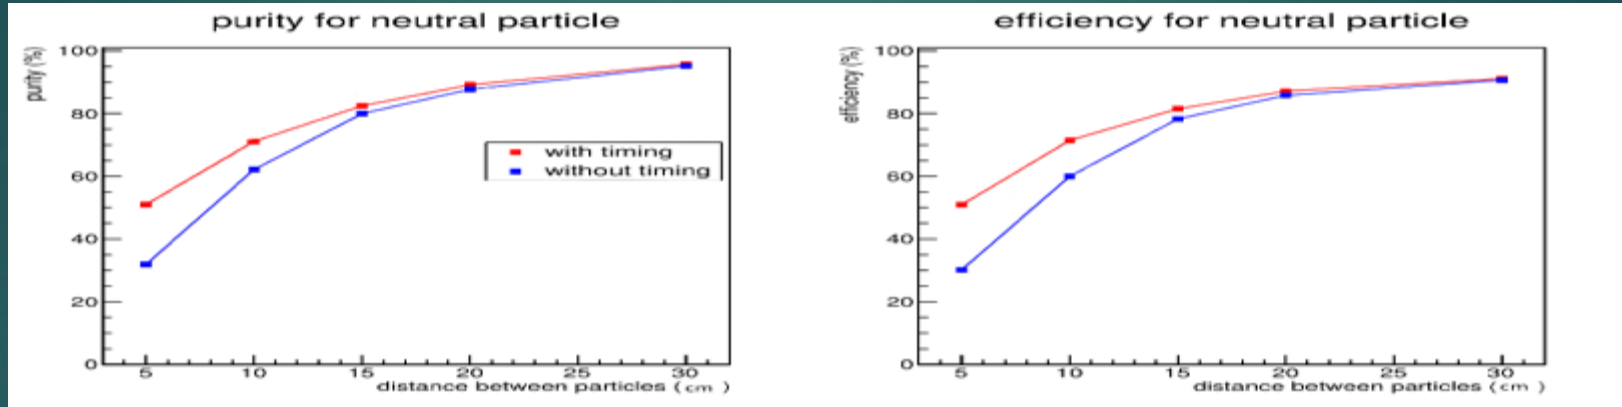 purity for neutral particle
purity (%)
100
80
60
40
20
0
with timing
without timing
5 10 15 20 25 30
distance between particles (cm)
efficiency for neutral particle
efficiency (%)
100
80
60
40
20
0
5 10 15 20 25 30
distance between particles (cm)